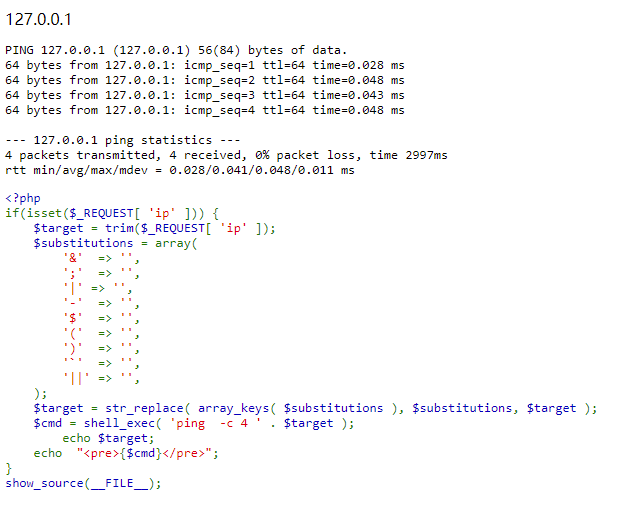 127.0.0.1
PING 127.0.0.1 (127.0.0.1) 56(84) bytes of data.
64 bytes from 127.0.0.1: icmp_seq=1 ttl=64 time=0.028 ms
64 bytes from 127.0.0.1: icmp_seq=2 ttl=64 time=0.048 ms
64 bytes from 127.0.0.1: icmp_seq=3 ttl=64 time=0.043 ms
64 bytes from 127.0.0.1: icmp_seq=4 ttl=64 time=0.048 ms
--- 127.0.0.1 ping statistics ---
4 packets transmitted, 4 received, 0% packet loss, time 2997ms
rtt min/avg/max/mdev = 0.028/0.041/0.048/0.011 ms
<?php
if(isset($_REQUEST[ 'ip' ])) {
    $target = trim($_REQUEST[ 'ip' ]);
    $substitutions = array(
        '&'  => '',
        ';'  => '',
        '|' => '',
        '-'  => '',
        '$'  => '',
        '('  => '',
        ')'  => '',
        '`'  => '',
        '||' => '',
    );
    $target = str_replace( array_keys( $substitutions ), $substitutions, $target );
    $cmd = shell_exec( 'ping  -c 4 ' . $target );
        echo $target;
    echo  "<pre>{$cmd}</pre>";
}
show_source(__FILE__);